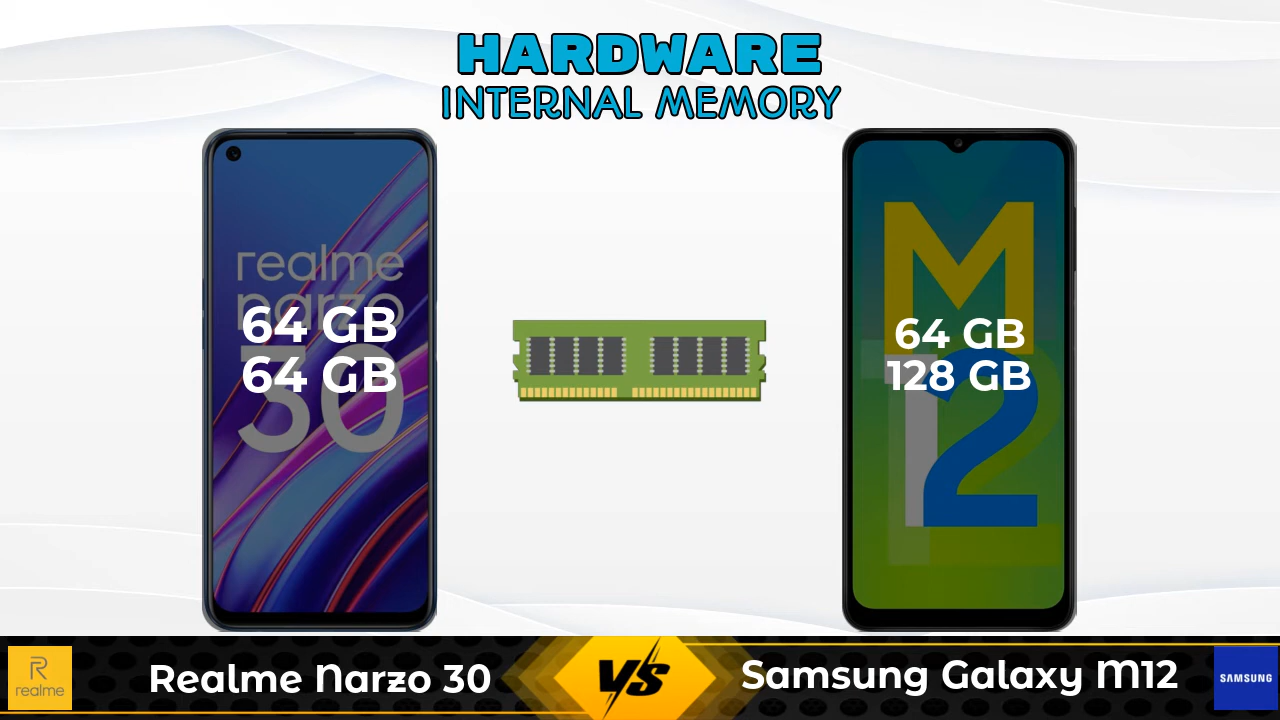 HARDWARE
INTERNAL MEMORY
realme
narzo
30
64 GB
64 GB
M
12
64 GB
128 GB
R
realme
Realme Narzo 30
VS
Samsung Galaxy M12
SAMSUNG